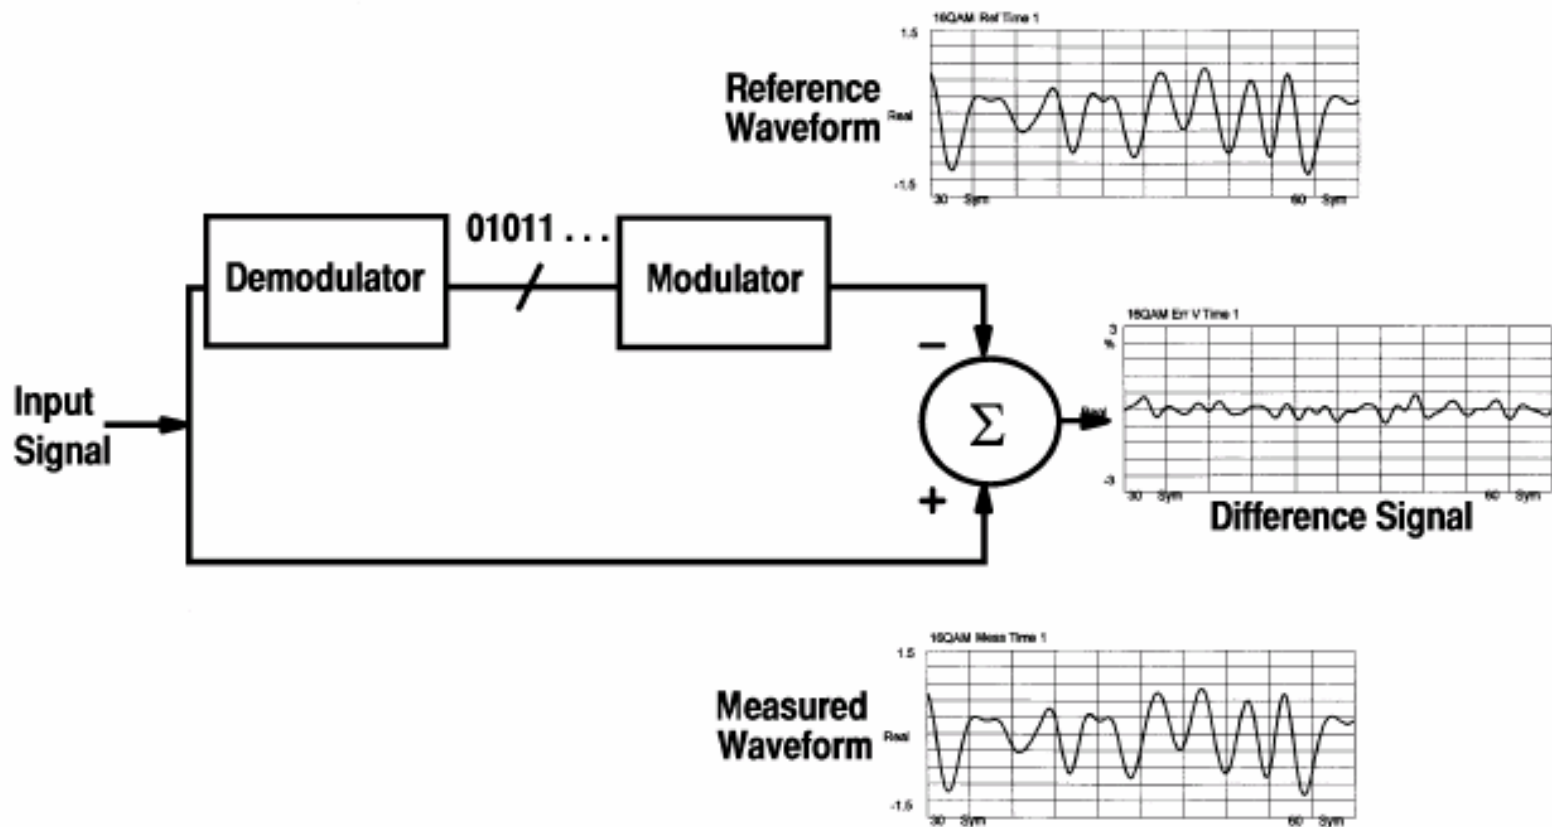 16QAM Ref Time 1
1.5
Reference
Waveform
Real
-1.5
30 Sym
60 Sym
01011 . . .
Demodulator
Modulator
16QAM Err V Time 1
3
%
−
Input
Signal
Σ
Real
+
-3
30 Sym
60 Sym
Difference Signal
16QAM Meas Time 1
1.5
Measured
Waveform
Real
-1.5
30 Sym
60 Sym